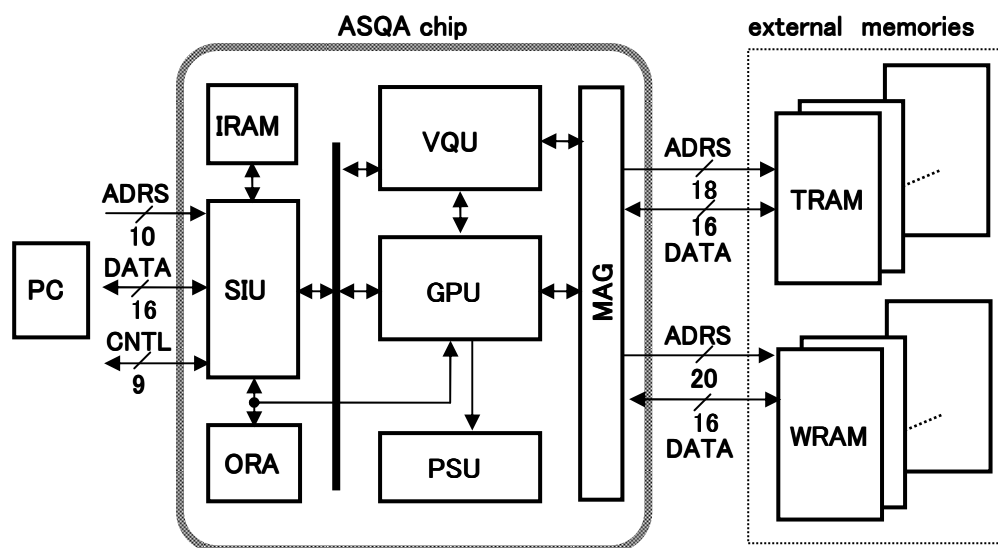 ASQA chip
external memories
IRAM
VQU
ADRS
18
16
DATA
TRAM
ADRS
10
DATA
16
CNTL
9
PC
SIU
GPU
MAG
ADRS
20
16
DATA
WRAM
ORA
PSU